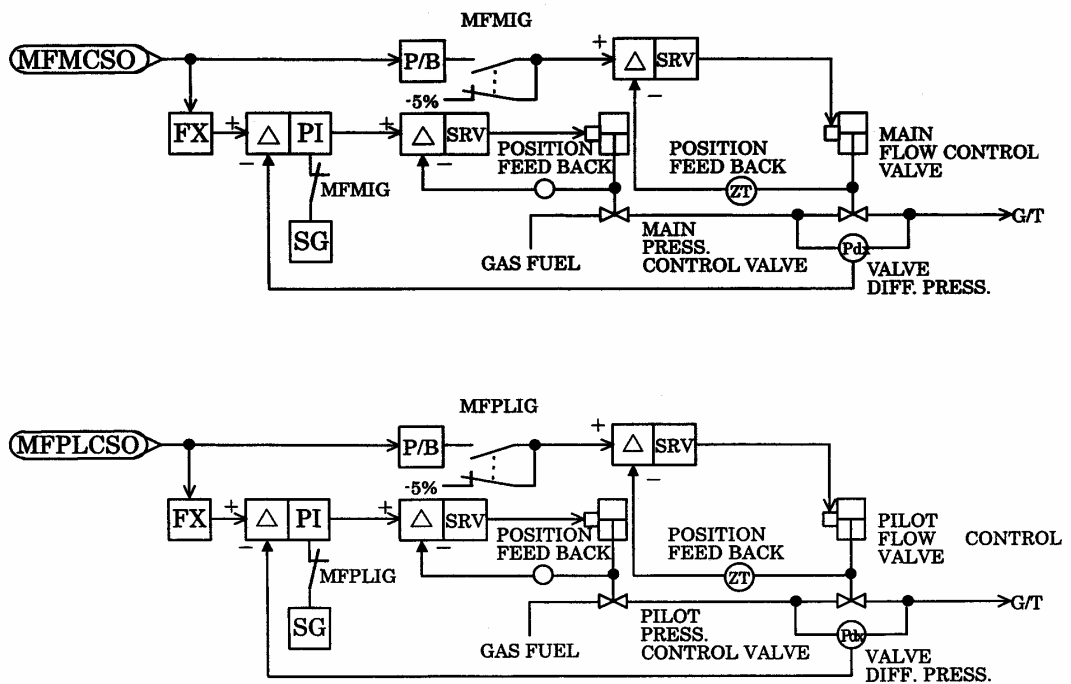 MFMIG
MFMCSO
P/B
+
△ SRV
-5%
−
FX
+
△ PI
+
△ SRV
−
−
POSITION
FEED BACK
POSITION
FEED BACK
MAIN
FLOW CONTROL
VALVE
MFMIG
ZT
SG
G/T
GAS FUEL
MAIN
PRESS.
CONTROL VALVE
Pdx
VALVE
DIFF. PRESS.
MFPLIG
MFPLCSO
P/B
+
△ SRV
-5%
−
FX
+
△ PI
+
△ SRV
−
−
POSITION
FEED BACK
POSITION
FEED BACK
PILOT
FLOW CONTROL
VALVE
MFPLIG
ZT
SG
G/T
GAS FUEL
PILOT
PRESS.
CONTROL VALVE
Pdx
VALVE
DIFF. PRESS.